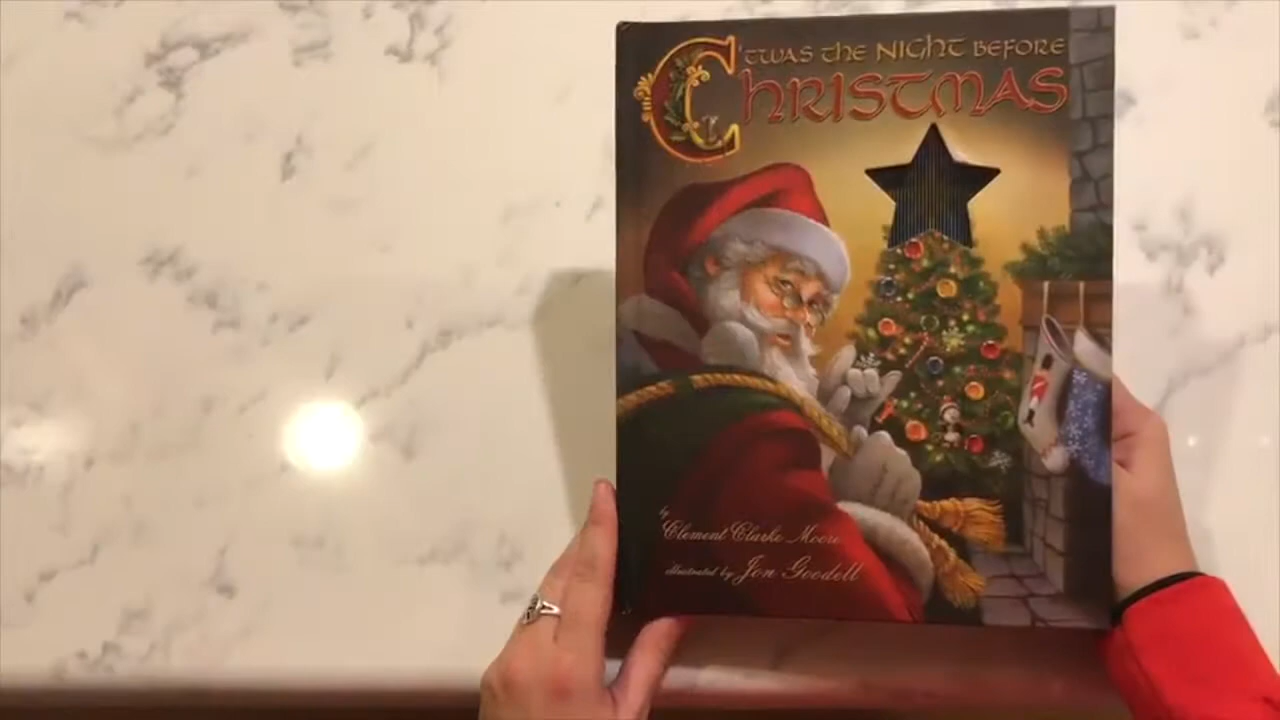 'TWAS THE NIGHT BEFORE
CHRISTMAS
by
Clement Clarke Moore
illustrated by Jon Goodell